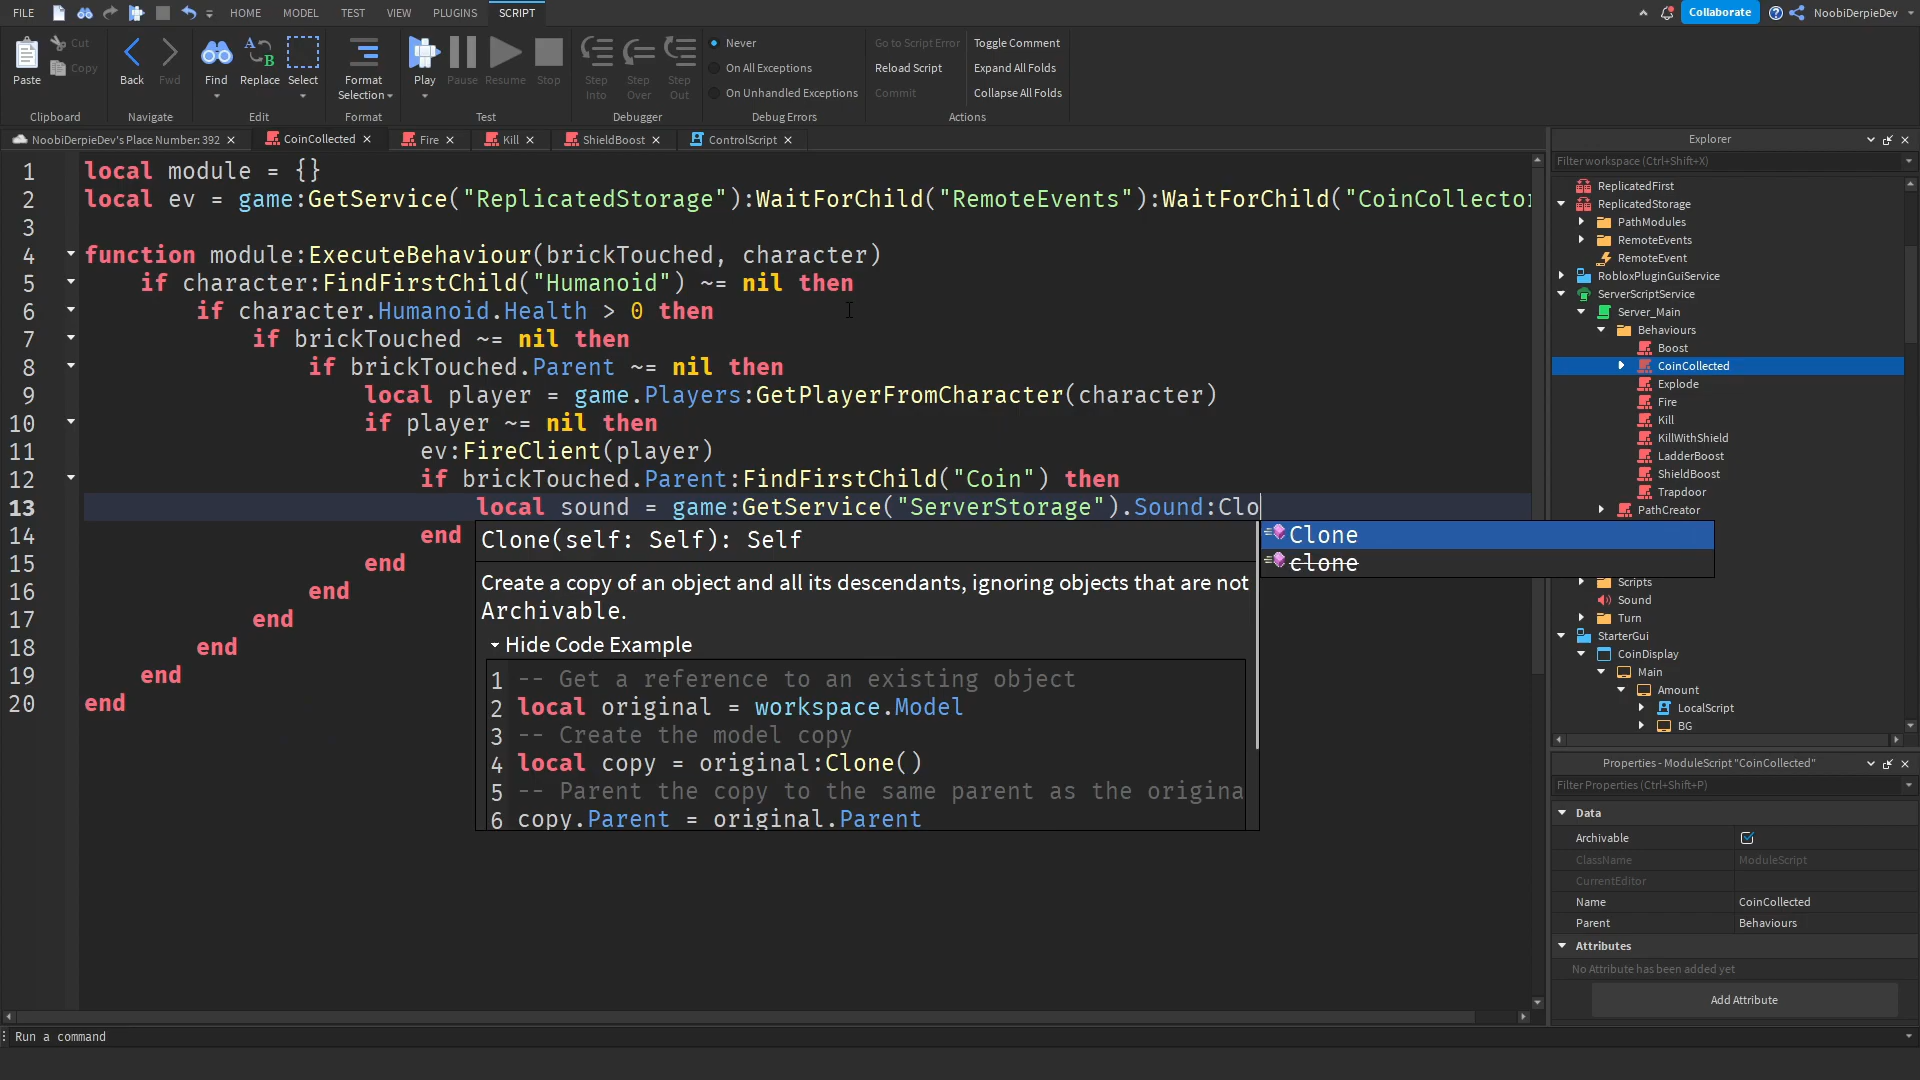 FILE HOME MODEL TEST VIEW PLUGINS SCRIPT Collaborate NoobiDerpieDev
Paste Cut Copy Clipboard
Back Fwd Navigate
Find Replace Select Edit
Format Selection Format
Play Pause Resume Stop Test
Step Into Step Over Step Out Debugger
Never
On All Exceptions
On Unhandled Exceptions
Debug Errors
Go to Script Error Toggle Comment
Reload Script Expand All Folds
Commit Collapse All Folds
Actions
NoobiDerpieDev's Place Number: 392 CoinCollected Fire Kill ShieldBoost ControlScript
1 local module = {}
2 local ev = game:GetService("ReplicatedStorage"):WaitForChild("RemoteEvents"):WaitForChild("CoinCollector
3
4 function module:ExecuteBehaviour(brickTouched, character)
5 if character:FindFirstChild("Humanoid") ~= nil then
6 if character.Humanoid.Health > 0 then
7 if brickTouched ~= nil then
8 if brickTouched.Parent ~= nil then
9 local player = game.Players:GetPlayerFromCharacter(character)
10 if player ~= nil then
11 ev:FireClient(player)
12 if brickTouched.Parent:FindFirstChild("Coin") then
13 local sound = game:GetService("ServerStorage").Sound:Clo
14 end
15 end
16 end
17 end
18 end
19 end
20 end
Clone(self: Self): Self
Create a copy of an object and all its descendants, ignoring objects that are not
Archivable.
Hide Code Example
1 -- Get a reference to an existing object
2 local original = workspace.Model
3 -- Create the model copy
4 local copy = original:Clone()
5 -- Parent the copy to the same parent as the origina
6 copy.Parent = original.Parent
Clone
clone
Explorer
Filter workspace (Ctrl+Shift+X)
ReplicatedFirst
ReplicatedStorage
PathModules
RemoteEvents
RemoteEvent
RobloxPluginGuiService
ServerScriptService
Server_Main
Behaviours
Boost
CoinCollected
Explode
Fire
Kill
KillWithShield
LadderBoost
ShieldBoost
Trapdoor
PathCreator
Scripts
Sound
Turn
StarterGui
CoinDisplay
Main
Amount
LocalScript
BG
Properties - ModuleScript "CoinCollected"
Filter Properties (Ctrl+Shift+P)
Data
Archivable
ClassName ModuleScript
CurrentEditor
Name CoinCollected
Parent Behaviours
Attributes
No Attribute has been added yet
Add Attribute
Run a command